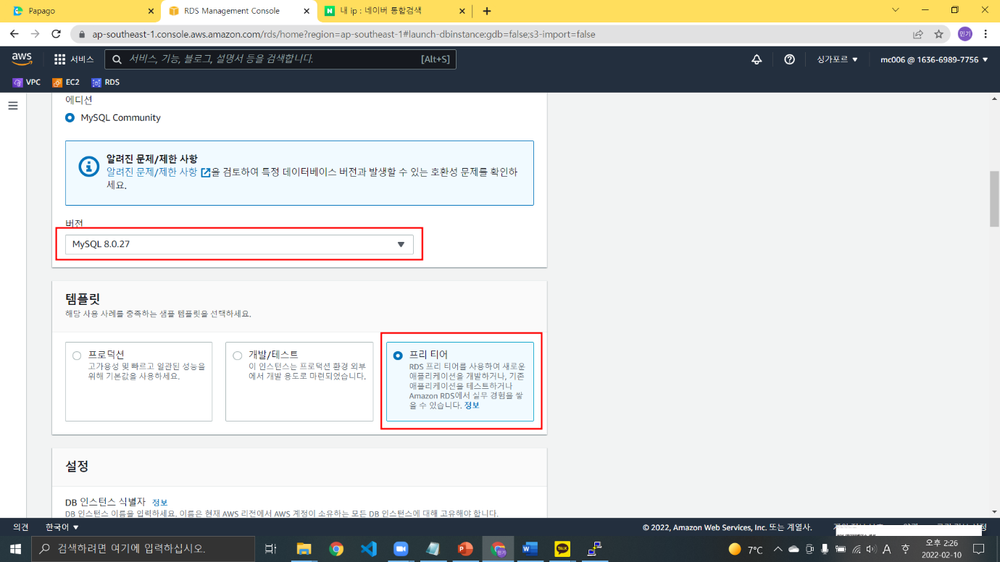 Papago
RDS Management Console
내 ip : 네이버 통합검색
ap-southeast-1.console.aws.amazon.com/rds/home?region=ap-southeast-1#launch-dbinstance:gdb=false;s3-import=false
민기
aws
서비스
서비스, 기능, 블로그, 설명서 등을 검색합니다.
[Alt+S]
싱가포르
mc006 @ 1636-6989-7756
VPC
EC2
RDS
에디션
MySQL Community
알려진 문제/제한 사항
알려진 문제/제한 사항 을 검토하여 특정 데이터베이스 버전과 발생할 수 있는 호환성 문제를 확인하
세요.
버전
MySQL 8.0.27
템플릿
해당 사용 사례를 충족하는 샘플 템플릿을 선택하세요.
프로덕션
고가용성 및 빠르고 일관된 성능을
위해 기본값을 사용하세요.
개발/테스트
이 인스턴스는 프로덕션 환경 외부
에서 개발 용도로 마련되었습니다.
프리 티어
RDS 프리 티어를 사용하여 새로운
애플리케이션을 개발하거나, 기존
애플리케이션을 테스트하거나
Amazon RDS에서 실무 경험을 쌓
을 수 있습니다. 정보
설정
DB 인스턴스 식별자 정보
DB 인스턴스 이름을 입력하세요. 이름은 현재 AWS 리전에서 AWS 계정이 소유하는 모든 DB 인스턴스에 대해 고유해야 합니다.
의견
한국어
© 2022, Amazon Web Services, Inc. 또는 계열사.
검색하려면 여기에 입력하십시오.
TALK
7°C
A
오후 2:26
2022-02-10